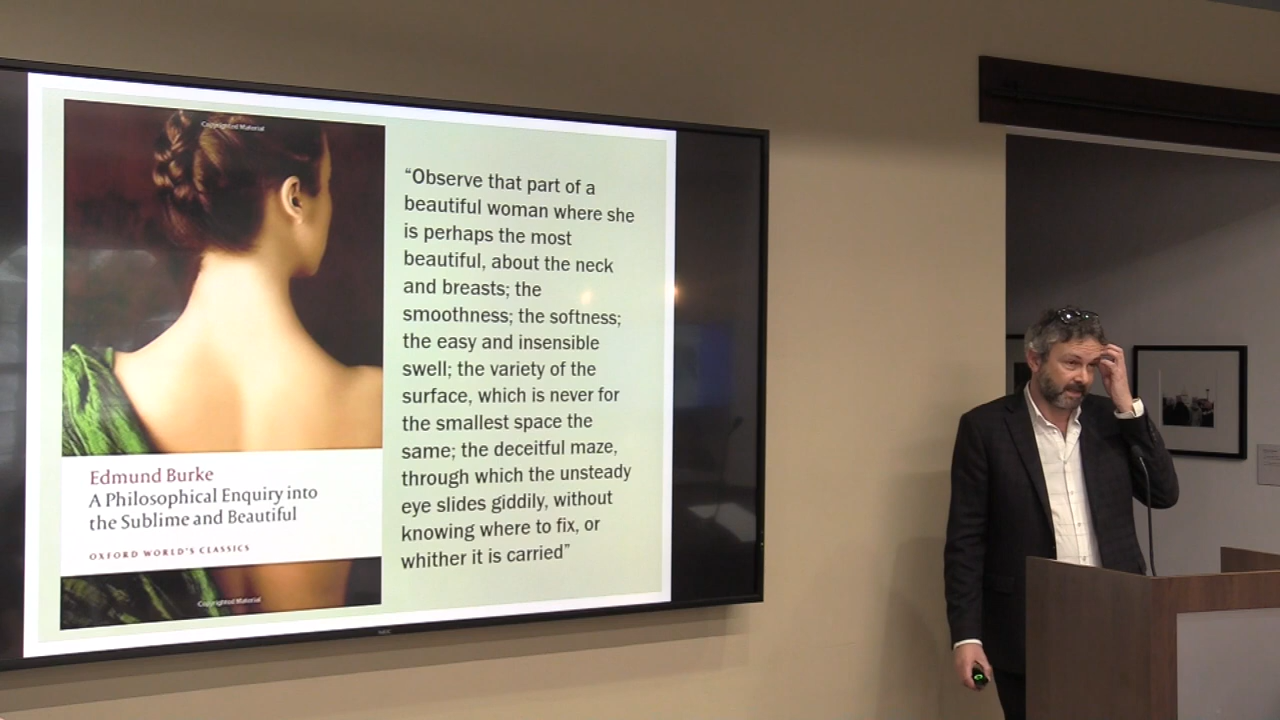 Copyrighted Material
Edmund Burke
A Philosophical Enquiry into
the Sublime and Beautiful
OXFORD WORLD'S CLASSICS
Copyrighted Material
“Observe that part of a
beautiful woman where she
is perhaps the most
beautiful, about the neck
and breasts; the
smoothness; the softness;
the easy and insensible
swell; the variety of the
surface, which is never for
the smallest space the
same; the deceitful maze,
through which the unsteady
eye slides giddily, without
knowing where to fix, or
whither it is carried”
NEC